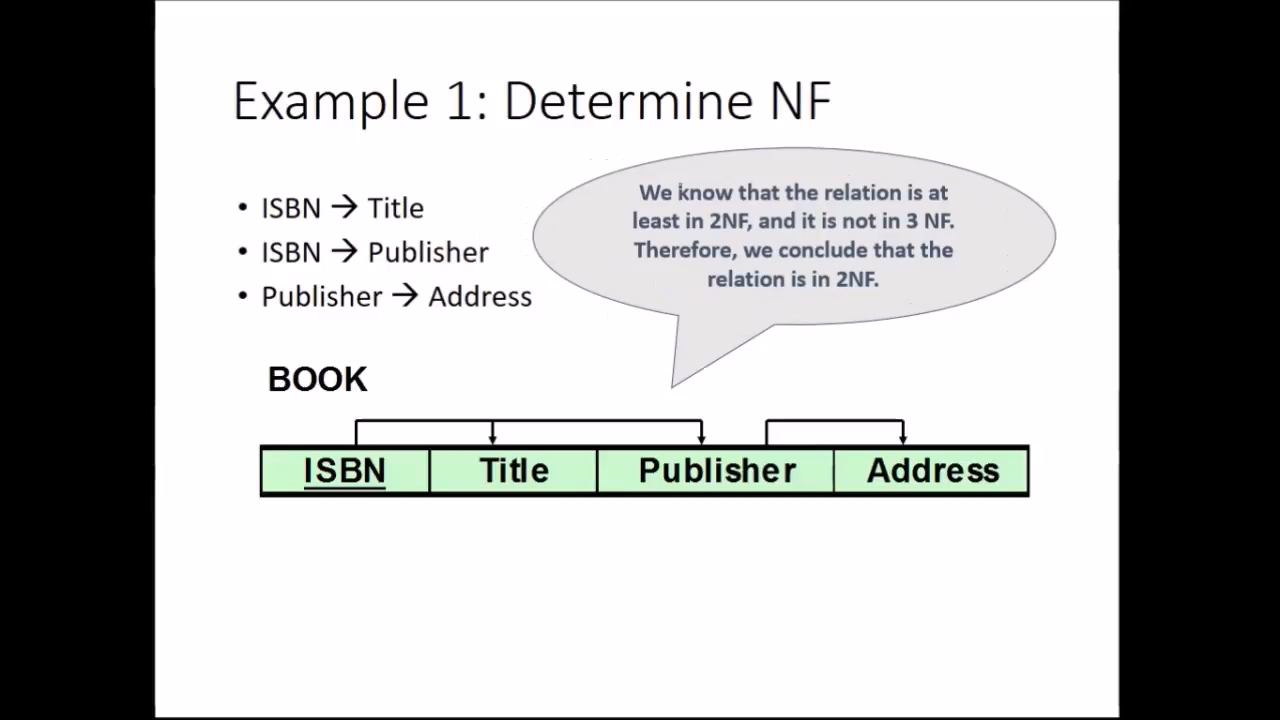 Example 1: Determine NF
• ISBN → Title
• ISBN → Publisher
• Publisher → Address
We know that the relation is at
least in 2NF, and it is not in 3 NF.
Therefore, we conclude that the
relation is in 2NF.
BOOK
ISBN Title Publisher Address